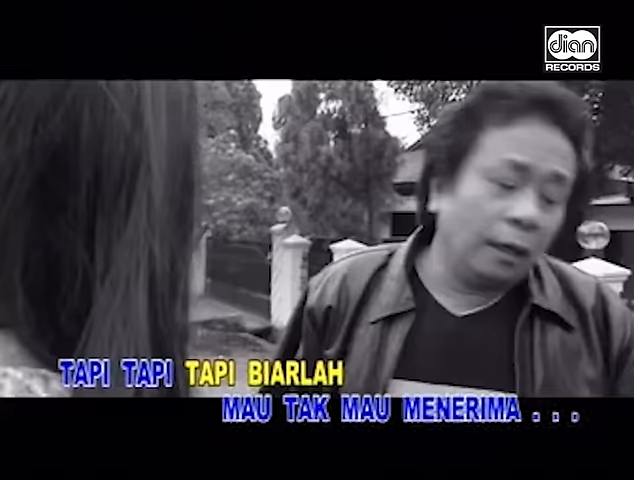 dian
RECORDS
TAPI TAPI TAPI BIARLAH
MAU TAK MAU MENERIMA . . .